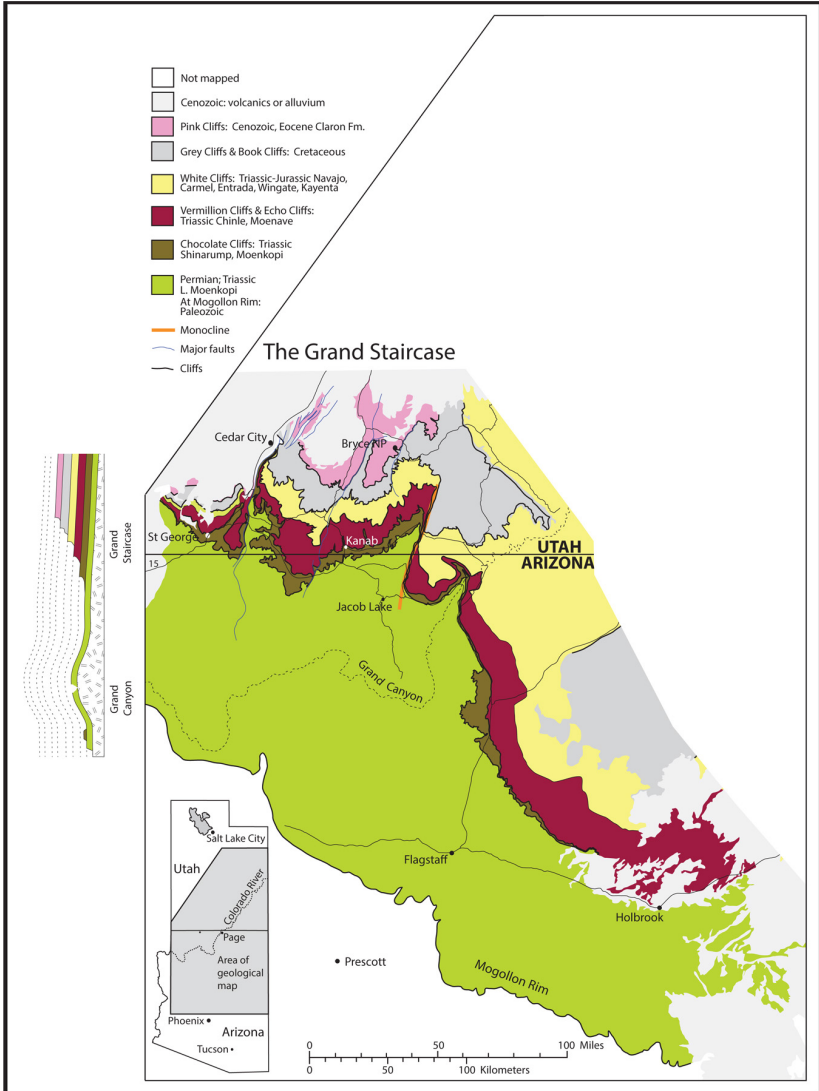 Not mapped
Cenozoic: volcanics or alluvium
Pink Cliffs: Cenozoic, Eocene Claron Fm.
Grey Cliffs & Book Cliffs: Cretaceous
White Cliffs: Triassic-Jurassic Navajo,
Carmel, Entrada, Wingate, Kayenta
Vermillion Cliffs & Echo Cliffs:
Triassic Chinle, Moenave
Chocolate Cliffs: Triassic
Shinarump, Moenkopi
Permian; Triassic
L. Moenkopi
At Mogollon Rim:
Paleozoic
Monocline
Major faults
Cliffs
The Grand Staircase
Cedar City
Bryce NP
St George
Kanab
15
UTAH
ARIZONA
Jacob Lake
Grand Canyon
Grand
Staircase
Grand
Canyon
Flagstaff
Holbrook
Prescott
Mogollon Rim
Salt Lake City
Utah
Colorado River
Page
Area of
geological
map
Phoenix
Arizona
Tucson
0 50 100 Miles
0 50 100 Kilometers